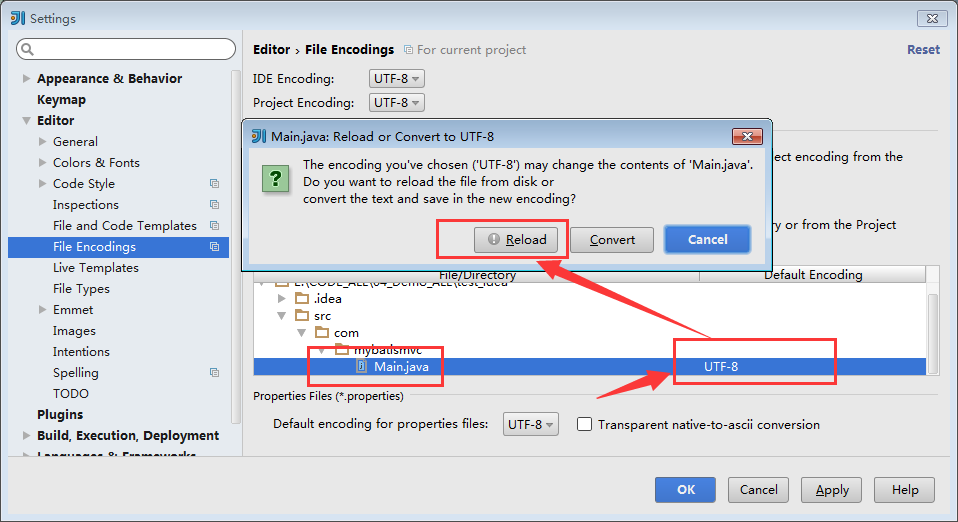 Settings
Appearance & Behavior
Keymap
Editor
General
Colors & Fonts
Code Style
Inspections
File and Code Templates
File Encodings
Live Templates
File Types
Emmet
Images
Intentions
Spelling
TODO
Plugins
Build, Execution, Deployment
Languages & Frameworks
Editor › File Encodings For current project Reset
IDE Encoding: UTF-8
Project Encoding: UTF-8
Main.java: Reload or Convert to UTF-8
The encoding you've chosen ('UTF-8') may change the contents of 'Main.java'.
Do you want to reload the file from disk or
convert the text and save in the new encoding?
Reload Convert Cancel
encoding from the
or from the Project
File/Directory Default Encoding
E:\CODE_ALL\04_Demo_ALL\test_idea
.idea
src
com
mybatismvc
Main.java UTF-8
Properties Files (*.properties)
Default encoding for properties files: UTF-8 Transparent native-to-ascii conversion
OK Cancel Apply Help